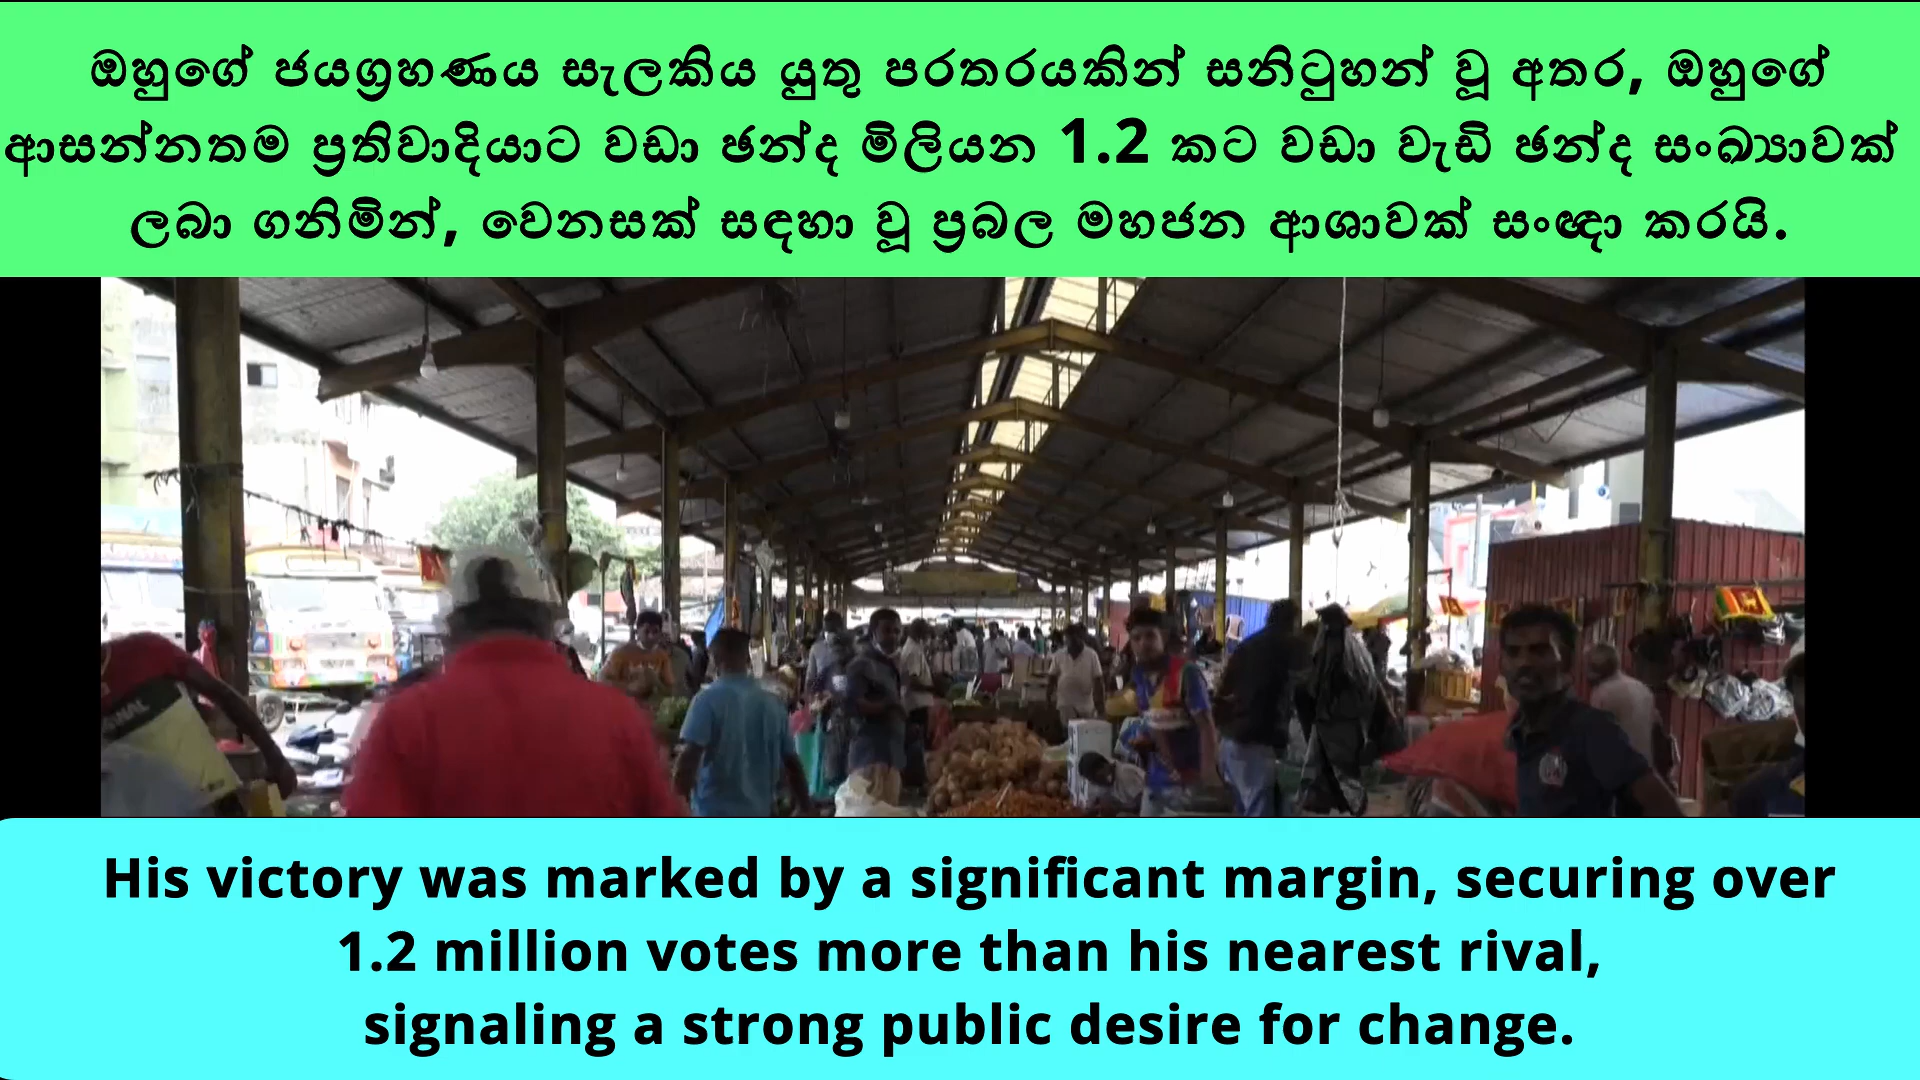 ඔහුගේ ජයග්‍රහණය සැලකිය යුතු පරතරයකින් සනිටුහන් වූ අතර, ඔහුගේ
ආසන්නතම ප්‍රතිවාදියාට වඩා ඡන්ද මිලියන 1.2 කට වඩා වැඩි ඡන්ද සංඛ්‍යාවක්
ලබා ගනිමින්, වෙනසක් සඳහා වූ ප්‍රබල මහජන ආශාවක් සංඥා කරයි.
His victory was marked by a significant margin, securing over
1.2 million votes more than his nearest rival,
signaling a strong public desire for change.